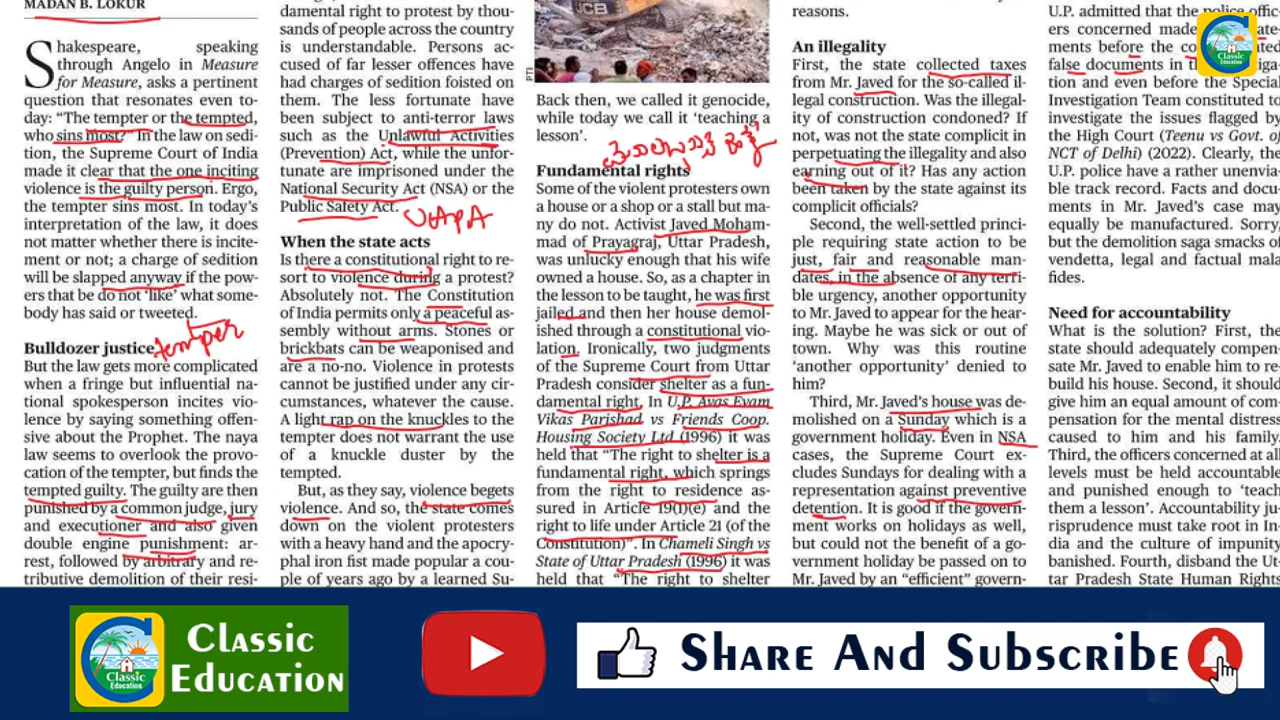 MADAN B. LOKUR
Shakespeare, speaking
through Angelo in Measure
for Measure, asks a pertinent
question that resonates even to-
day: “The tempter or the tempted,
who sins most?” In the law on sedi-
tion, the Supreme Court of India
made it clear that the one inciting
violence is the guilty person. Ergo,
the tempter sins most. In today’s
interpretation of the law, it does
not matter whether there is incite-
ment or not; a charge of sedition
will be slapped anyway if the pow-
ers that be do not ‘like’ what some-
body has said or tweeted.
Bulldozer justice
tempter
But the law gets more complicated
when a fringe but influential na-
tional spokesperson incites vio-
lence by saying something offen-
sive about the Prophet. The naya
law seems to overlook the provo-
cation of the tempter, but finds the
tempted guilty. The guilty are then
punished by a common judge, jury
and executioner and also given
double engine punishment: ar-
rest, followed by arbitrary and re-
tributive demolition of their resi-
damental right to protest by thou-
sands of people across the country
is understandable. Persons ac-
cused of far lesser offences have
had charges of sedition foisted on
them. The less fortunate have
been subject to anti-terror laws
such as the Unlawful Activities
(Prevention) Act, while the unfor-
tunate are imprisoned under the
National Security Act (NSA) or the
Public Safety Act.
UAPA
When the state acts
Is there a constitutional right to re-
sort to violence during a protest?
Absolutely not. The Constitution
of India permits only a peaceful as-
sembly without arms. Stones or
brickbats can be weaponised and
are a no-no. Violence in protests
cannot be justified under any cir-
cumstances, whatever the cause.
A light rap on the knuckles to the
tempter does not warrant the use
of a knuckle duster by the
tempted.
But, as they say, violence begets
violence. And so, the state comes
down on the violent protesters
with a heavy hand and the apocry-
phal iron fist made popular a cou-
ple of years ago by a learned Su-
JCB
PTI
Back then, we called it genocide,
while today we call it ‘teaching a
lesson’.
Fundamental rights
Some of the violent protesters own
a house or a shop or a stall but ma-
ny do not. Activist Javed Moham-
mad of Prayagraj, Uttar Pradesh,
was unlucky enough that his wife
owned a house. So, as a chapter in
the lesson to be taught, he was first
jailed and then her house demol-
ished through a constitutional vio-
lation. Ironically, two judgments
of the Supreme Court from Uttar
Pradesh consider shelter as a fun-
damental right. In U.P. Avas Evam
Vikas Parishad vs Friends Coop.
Housing Society Ltd (1996) it was
held that “The right to shelter is a
fundamental right, which springs
from the right to residence as-
sured in Article 19(1)(e) and the
right to life under Article 21 (of the
Constitution)”. In Chameli Singh vs
State of Uttar Pradesh (1996) it was
held that “The right to shelter
reasons.
An illegality
First, the state collected taxes
from Mr. Javed for the so-called il-
legal construction. Was the illegal-
ity of construction condoned? If
not, was not the state complicit in
perpetuating the illegality and also
earning out of it? Has any action
been taken by the state against its
complicit officials?
Second, the well-settled princi-
ple requiring state action to be
just, fair and reasonable man-
dates, in the absence of any terri-
ble urgency, another opportunity
to Mr. Javed to appear for the hear-
ing. Maybe he was sick or out of
town. Why was this routine
‘another opportunity’ denied to
him?
Third, Mr. Javed’s house was de-
molished on a Sunday which is a
government holiday. Even in NSA
cases, the Supreme Court ex-
cludes Sundays for dealing with a
representation against preventive
detention. It is good if the govern-
ment works on holidays as well,
but could not the benefit of a go-
vernment holiday be passed on to
Mr. Javed by an “efficient” govern-
U.P. admitted that the police offic-
ers concerned made
ments before the
false documents in
tion and even before the Special
Investigation Team constituted to
investigate the issues flagged by
the High Court (Teenu vs Govt. of
NCT of Delhi) (2022). Clearly, the
U.P. police have a rather unenvia-
ble track record. Facts and docu-
ments in Mr. Javed’s case may
equally be manufactured. Sorry,
but the demolition saga smacks of
vendetta, legal and factual mala
fides.
Need for accountability
What is the solution? First, the
state should adequately compen-
sate Mr. Javed to enable him to re-
build his house. Second, it should
give him an equal amount of com-
pensation for the mental distress
caused to him and his family.
Third, the officers concerned at all
levels must be held accountable
and punished enough to ‘teach
them a lesson’. Accountability ju-
risprudence must take root in In-
dia and the culture of impunity
banished. Fourth, disband the Ut-
tar Pradesh State Human Rights
Classic
Education
Classic
Education
Classic
Education
SHARE AND SUBSCRIBE